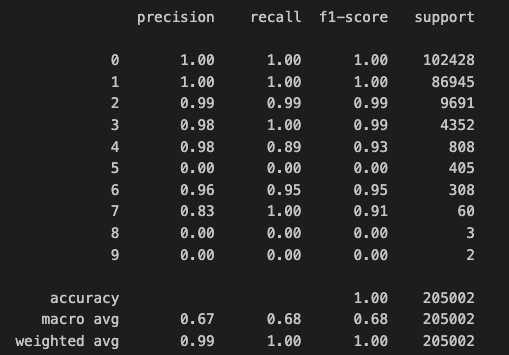 precision recall f1-score support
0 1.00 1.00 1.00 102428
1 1.00 1.00 1.00 86945
2 0.99 0.99 0.99 9691
3 0.98 1.00 0.99 4352
4 0.98 0.89 0.93 808
5 0.00 0.00 0.00 405
6 0.96 0.95 0.95 308
7 0.83 1.00 0.91 60
8 0.00 0.00 0.00 3
9 0.00 0.00 0.00 2
accuracy 1.00 205002
macro avg 0.67 0.68 0.68 205002
weighted avg 0.99 1.00 1.00 205002